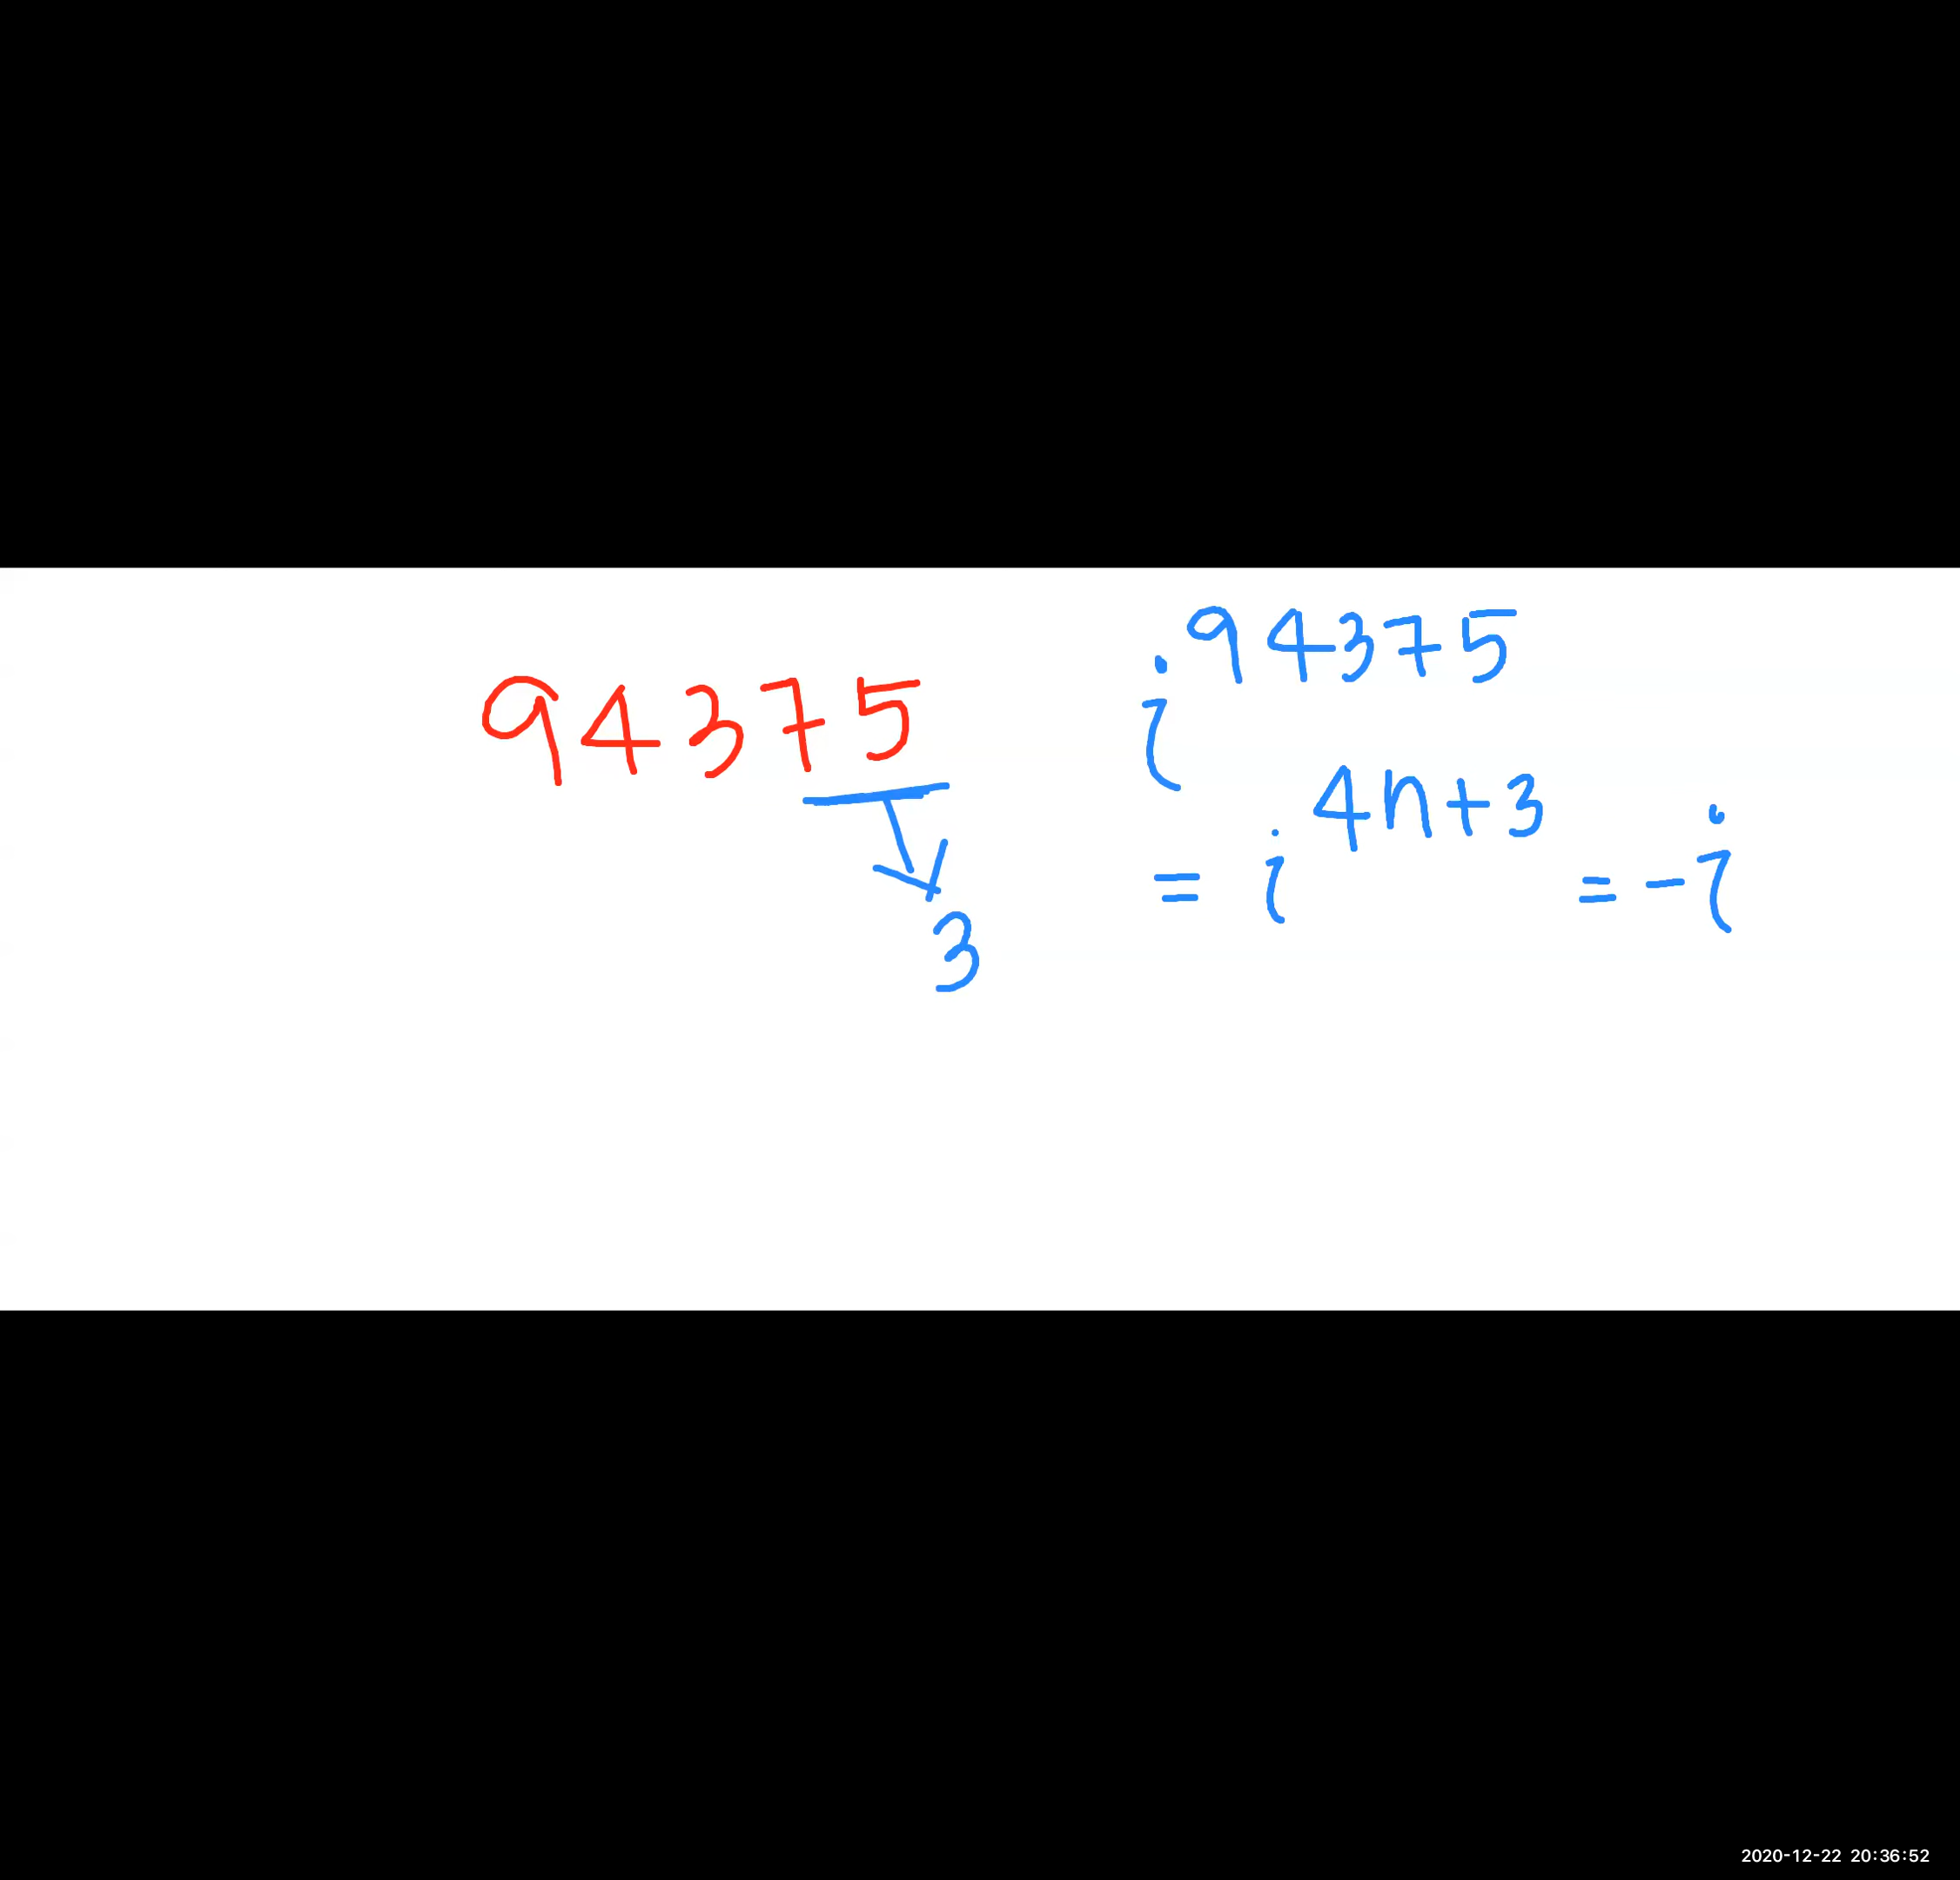 94375
3
i^94375
= i^4n+3 = -i
2020-12-22 20:36:52